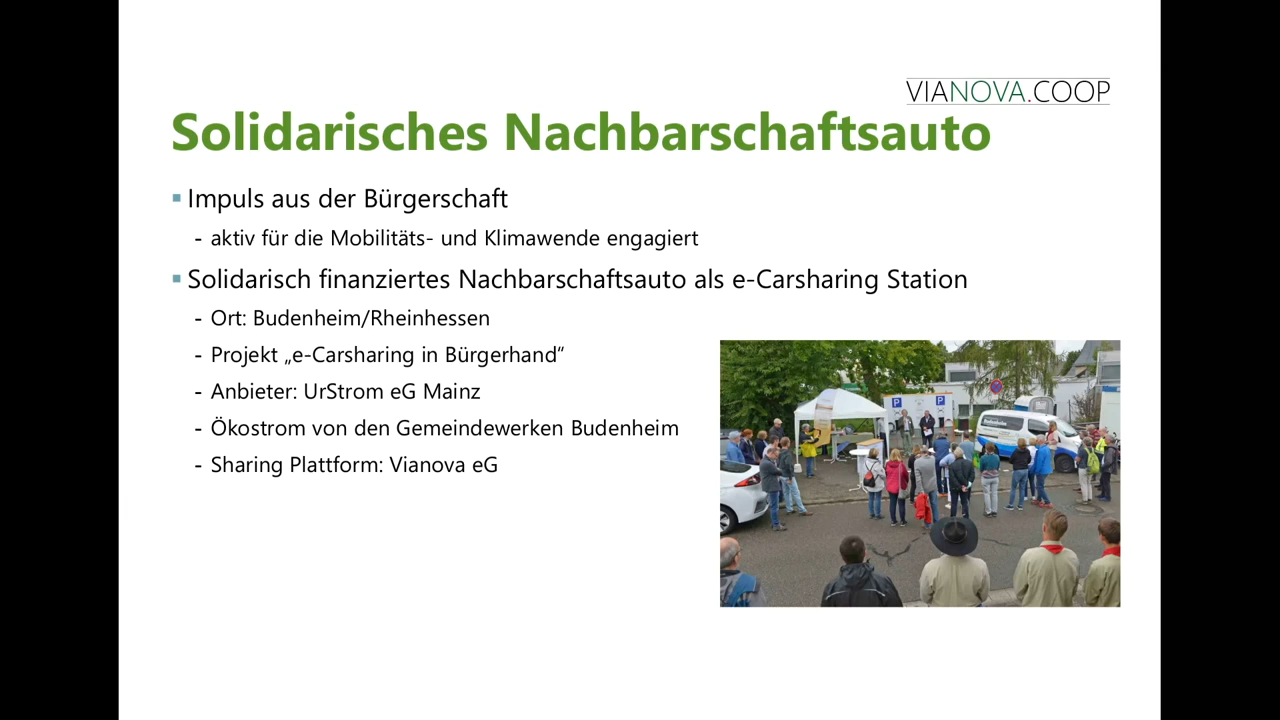 VIANOVA.COOP
Solidarisches Nachbarschaftsauto
▪ Impuls aus der Bürgerschaft
- aktiv für die Mobilitäts- und Klimawende engagiert
▪ Solidarisch finanziertes Nachbarschaftsauto als e-Carsharing Station
- Ort: Budenheim/Rheinhessen
- Projekt „e-Carsharing in Bürgerhand“
- Anbieter: UrStrom eG Mainz
- Ökostrom von den Gemeindewerken Budenheim
- Sharing Plattform: Vianova eG
P
P
Budenheim